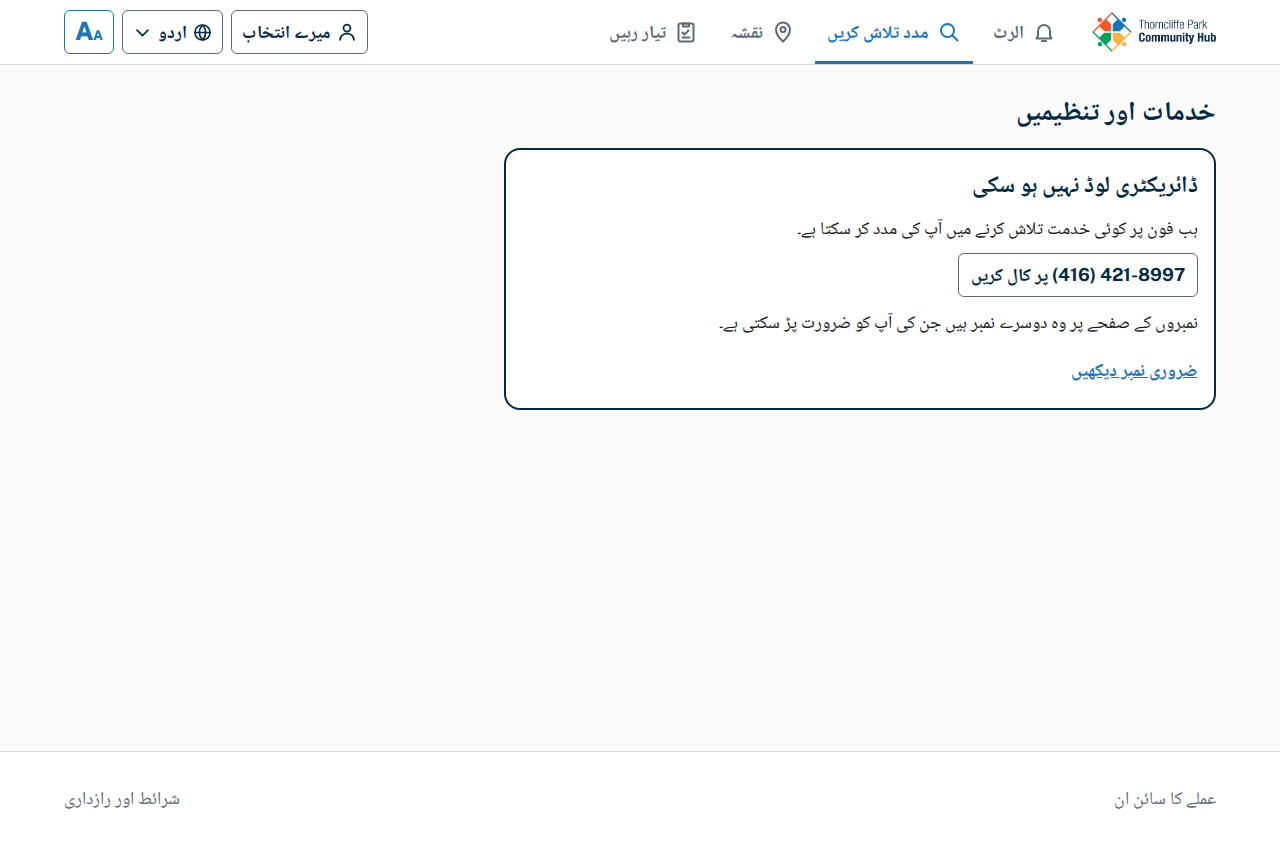 Thorncliffe Park
Community Hub
الرٹ
مدد تلاش کریں
نقشہ
تیار رہیں
میرے انتخاب
اردو
AA
خدمات اور تنظیمیں
ڈائریکٹری لوڈ نہیں ہو سکی
ہب فون پر کوئی خدمت تلاش کرنے میں آپ کی مدد کر سکتا ہے۔
(416) 421-8997 پر کال کریں
نمبروں کے صفحے پر وہ دوسرے نمبر ہیں جن کی آپ کو ضرورت پڑ سکتی ہے۔
ضروری نمبر دیکھیں
عملے کا سائن ان
شرائط اور رازداری